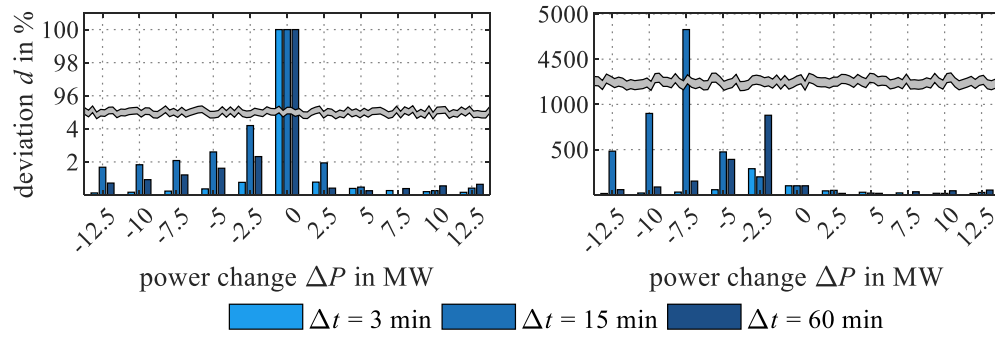 deviation d in %
100
98
96
4
2
-12.5 -10 -7.5 -5 -2.5 0 2.5 5 7.5 10 12.5
power change ΔP in MW
5000
4500
1000
500
-12.5 -10 -7.5 -5 -2.5 0 2.5 5 7.5 10 12.5
power change ΔP in MW
Δt = 3 min Δt = 15 min Δt = 60 min